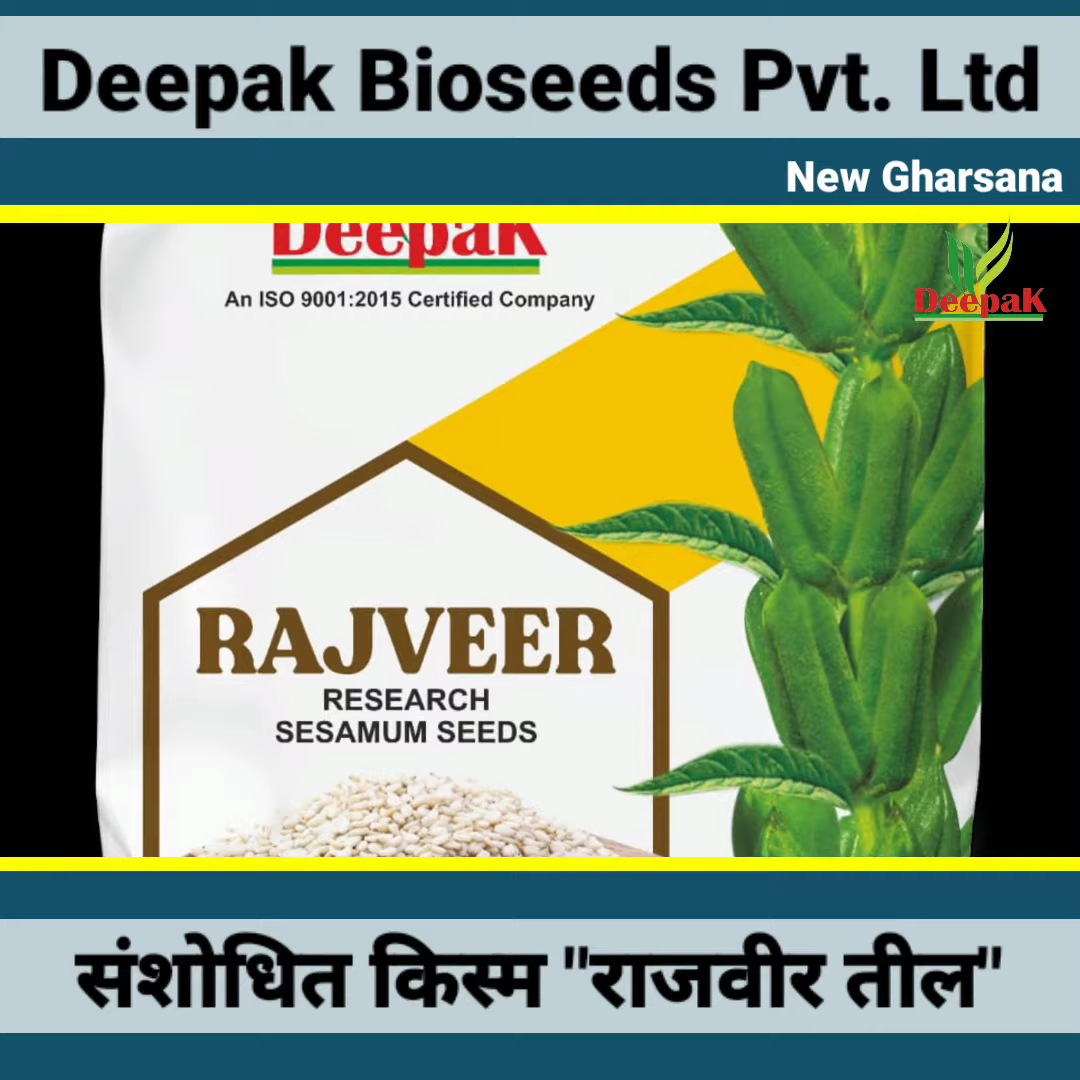 Deepak Bioseeds Pvt. Ltd
New Gharsana
Deepak
DeepaK
An ISO 9001:2015 Certified Company
RAJVEER
RESEARCH
SESAMUM SEEDS
संशोधित किस्म "राजवीर तील"